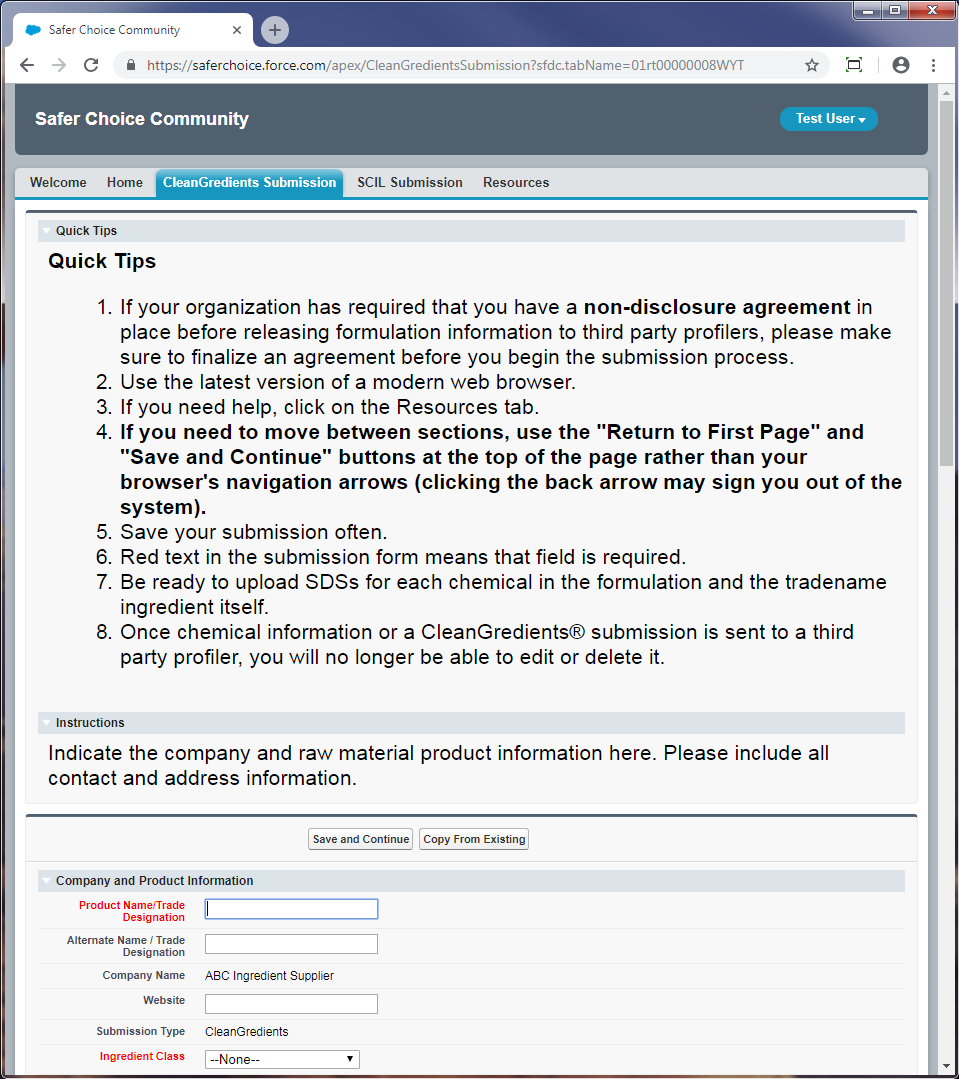 Safer Choice Community
https://saferchoice.force.com/apex/CleanGredientsSubmission?sfdc.tabName=01rt00000008WYT
Safer Choice Community
Test User
Welcome Home CleanGredients Submission SCIL Submission Resources
Quick Tips
Quick Tips
1. If your organization has required that you have a non-disclosure agreement in
place before releasing formulation information to third party profilers, please make
sure to finalize an agreement before you begin the submission process.
2. Use the latest version of a modern web browser.
3. If you need help, click on the Resources tab.
4. If you need to move between sections, use the "Return to First Page" and
"Save and Continue" buttons at the top of the page rather than your
browser's navigation arrows (clicking the back arrow may sign you out of the
system).
5. Save your submission often.
6. Red text in the submission form means that field is required.
7. Be ready to upload SDSs for each chemical in the formulation and the tradename
ingredient itself.
8. Once chemical information or a CleanGredients® submission is sent to a third
party profiler, you will no longer be able to edit or delete it.
Instructions
Indicate the company and raw material product information here. Please include all
contact and address information.
Save and Continue Copy From Existing
Company and Product Information
Product Name/Trade
Designation
Alternate Name / Trade
Designation
Company Name ABC Ingredient Supplier
Website
Submission Type CleanGredients
Ingredient Class --None--